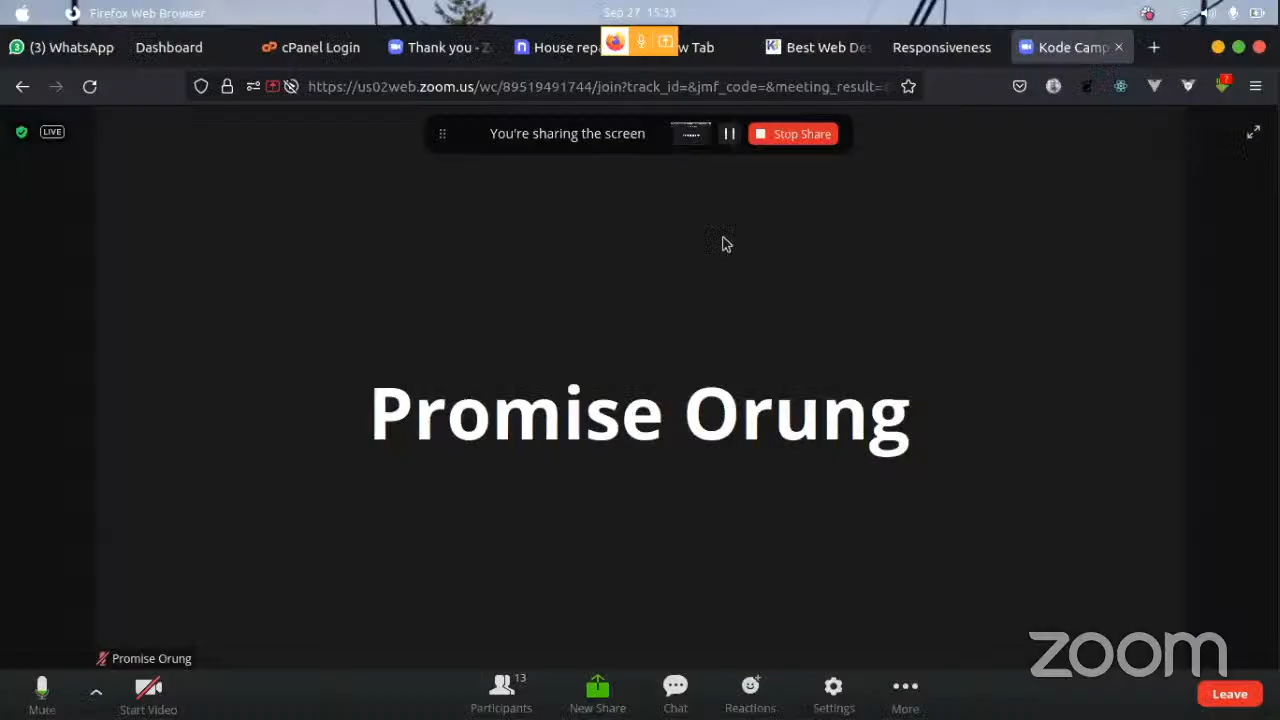 Firefox Web Browser
Sep 27 15:33
(3) WhatsApp
Dashboard
cPanel Login
Thank you - Z
House rep
w Tab
Best Web De
Responsiveness
Kode Camp
https://us02web.zoom.us/wc/89519491744/join?track_id=&jmf_code=&meeting_result=
7
LIVE
You're sharing the screen
Stop Share
Promise Orung
Promise Orung
zoom
Mute
Start Video
Participants
13
New Share
Chat
Reactions
Settings
More
Leave